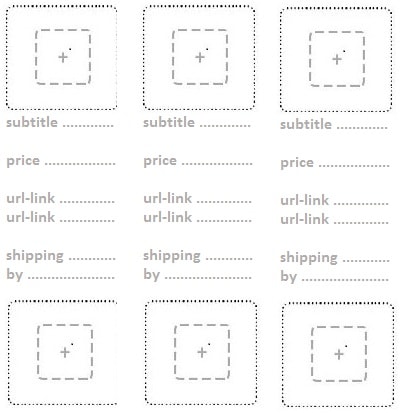 + + +
subtitle ............. subtitle ............. subtitle .............
price .................. price .................. price ..................
url-link .............. url-link .............. url-link ..............
url-link .............. url-link .............. url-link ..............
shipping ............ shipping ............ shipping ............
by ...................... by ...................... by ......................
+ + +